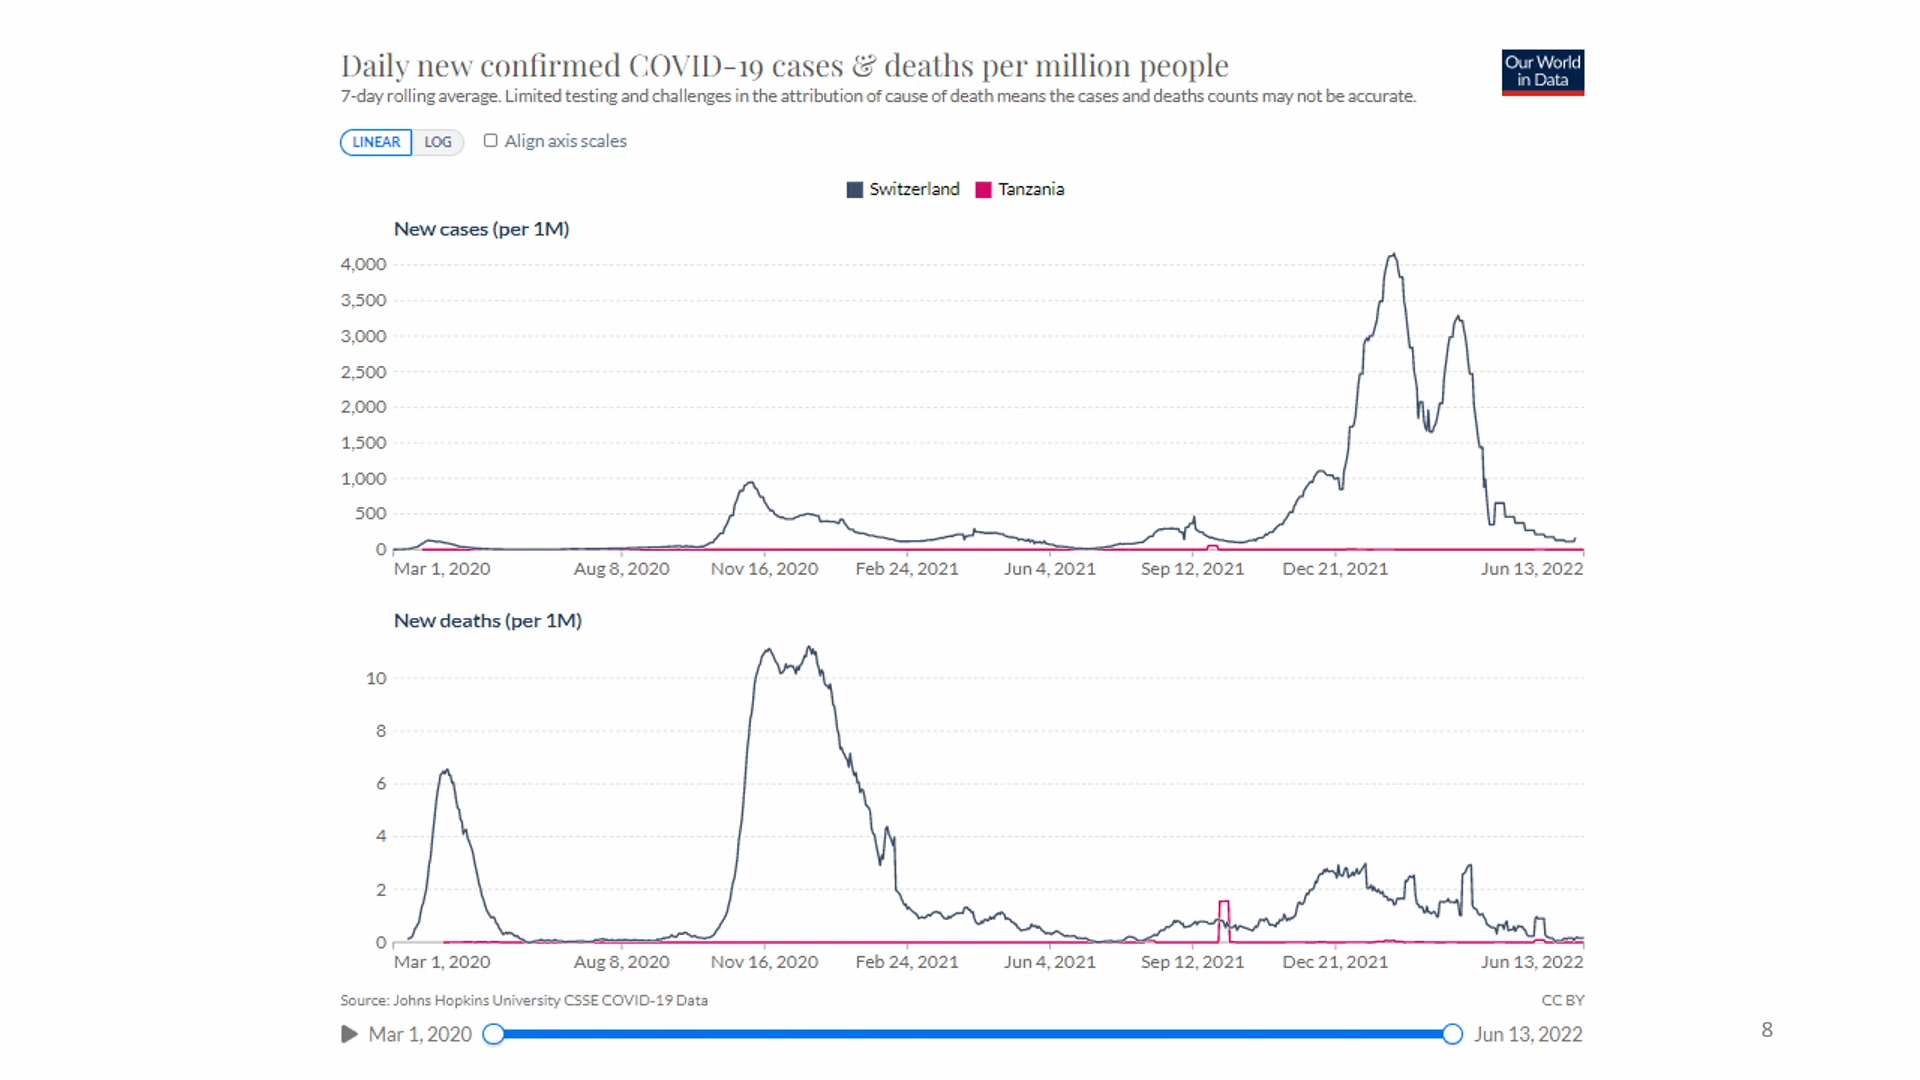 Daily new confirmed COVID-19 cases & deaths per million people
Our World
in Data
7-day rolling average. Limited testing and challenges in the attribution of cause of death means the cases and deaths counts may not be accurate.
LINEAR LOG Align axis scales
Switzerland Tanzania
New cases (per 1M)
4,000
3,500
3,000
2,500
2,000
1,500
1,000
500
0
Mar 1, 2020 Aug 8, 2020 Nov 16, 2020 Feb 24, 2021 Jun 4, 2021 Sep 12, 2021 Dec 21, 2021 Jun 13, 2022
New deaths (per 1M)
10
8
6
4
2
0
Mar 1, 2020 Aug 8, 2020 Nov 16, 2020 Feb 24, 2021 Jun 4, 2021 Sep 12, 2021 Dec 21, 2021 Jun 13, 2022
Source: Johns Hopkins University CSSE COVID-19 Data CC BY
Mar 1, 2020 Jun 13, 2022
8